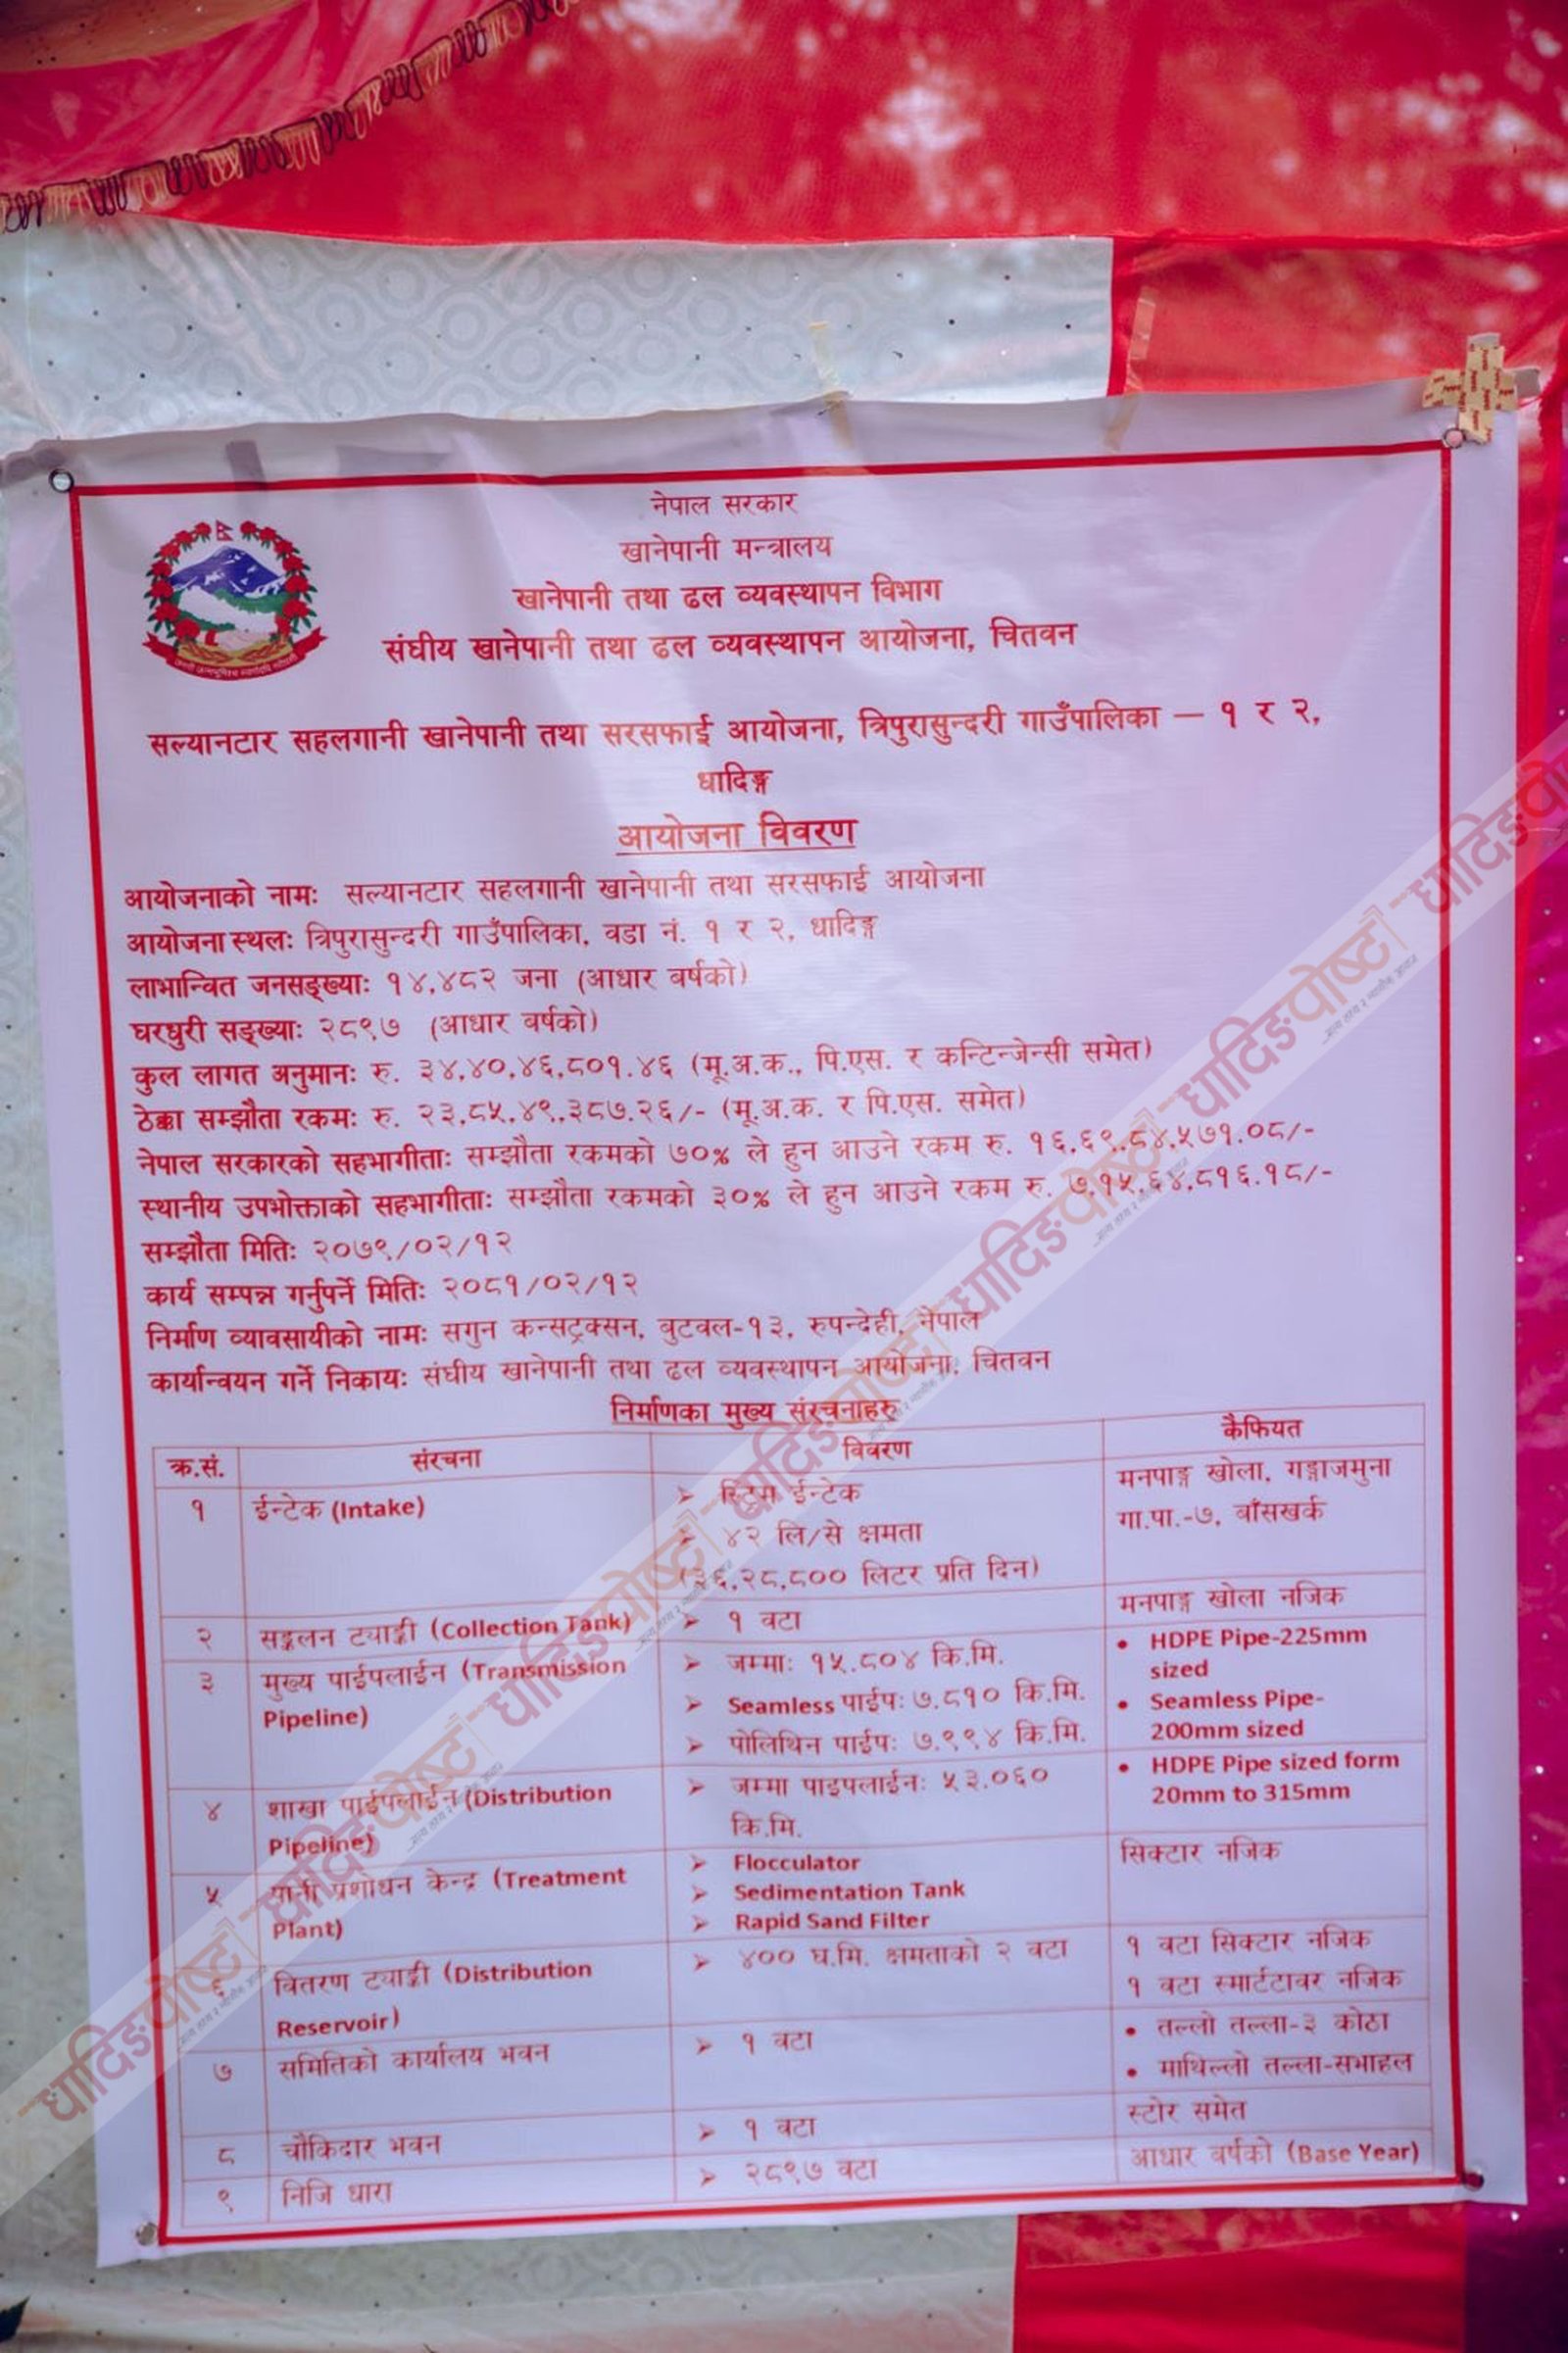 नेपाल सरकार
खानेपानी मन्त्रालय
खानेपानी तथा ढल व्यवस्थापन विभाग
संघीय खानेपानी तथा ढल व्यवस्थापन आयोजना, चितवन
सल्यानटार सहलगानी खानेपानी तथा सरसफाई आयोजना, त्रिपुरासुन्दरी गाउँपालिका – १ र २,
धादिङ्ग
आयोजना विवरण
आयोजनाको नामः सल्यानटार सहलगानी खानेपानी तथा सरसफाई आयोजना
आयोजना स्थलः त्रिपुरासुन्दरी गाउँपालिका, वडा नं. १ र २, धादिङ्ग
लाभान्वित जनसङ्ख्याः १४,४८२ जना (आधार बर्षको)
घरधुरी सङ्ख्याः २८९७ (आधार बर्षको)
कुल लागत अनुमानः रु. ३४,४०,४६,८०१.४६ (मू.अ.क., पि.एस. र कन्टिन्जेन्सी समेत)
ठेक्का सम्झौता रकमः रु. २३,८५,४९,३८७.२६/- (मू.अ.क. र पि.एस. समेत)
नेपाल सरकारको सहभागीताः सम्झौता रकमको ७०% ले हुन आउने रकम रु. १६,६९,८४,५७१.०८/-
स्थानीय उपभोक्ताको सहभागीताः सम्झौता रकमको ३०% ले हुन आउने रकम रु. ७,१५,६४,८१६.१८/-
सम्झौता मितिः २०७९/०२/१२
कार्य सम्पन्न गर्नुपर्ने मितिः २०८१/०२/१२
निर्माण व्यावसायीको नामः सगुन कन्सट्रक्सन, बुटवल-१३, रुपन्देही, नेपाल
कार्यान्वयन गर्ने निकायः संघीय खानेपानी तथा ढल व्यवस्थापन आयोजना, चितवन
निर्माणका मुख्य संरचनाहरु
क्र.सं. संरचना विवरण कैफियत
१ ईन्टेक (Intake) ➢ ईन्टेक मनपाङ्ग खोला, गङ्गाजमुना
➢ ४२ लि/से क्षमता गा.पा.-७, बाँसखर्क
(३६,२८,८०० लिटर प्रति दिन)
२ सङ्कलन ट्याङ्की (Collection Tank) ➢ १ वटा मनपाङ्ग खोला नजिक
३ मुख्य पाईपलाईन (Transmission ➢ जम्माः १५.८०४ कि.मि. • HDPE Pipe-225mm
Pipeline) ➢ Seamless पाईपः ७.८१० कि.मि. sized
➢ पोलिथिन पाईपः ७.९९४ कि.मि. • Seamless Pipe-
200mm sized
४ शाखा पाईपलाईन (Distribution ➢ जम्मा पाइपलाईनः ५३.०६० • HDPE Pipe sized form
Pipeline) कि.मि. 20mm to 315mm
५ पानी प्रशोधन केन्द्र (Treatment ➢ Flocculator सिक्टार नजिक
Plant) ➢ Sedimentation Tank
➢ Rapid Sand Filter
६ वितरण ट्याङ्की (Distribution ➢ ४०० घ.मि. क्षमताको २ वटा १ वटा सिक्टार नजिक
Reservoir) १ वटा स्मार्टटावर नजिक
७ समितिको कार्यालय भवन ➢ १ वटा • तल्लो तल्ला-३ कोठा
• माथिल्लो तल्ला-सभाहल
८ चौकिदार भवन ➢ १ वटा स्टोर समेत
९ निजि धारा ➢ २८९७ वटा आधार बर्षको (Base Year)
धादिङपोष्ट
धादिङपोष्ट
धादिङपोष्ट
धादिङपोष्ट
धादिङपोष्ट
धादिङपोष्ट
धादिङपोष्ट